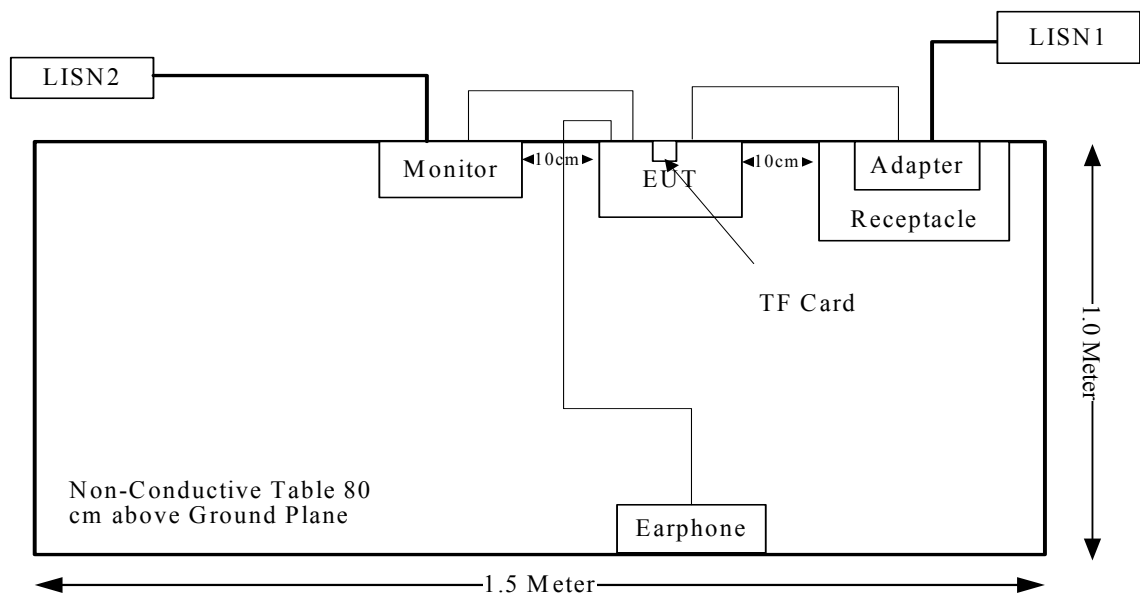 LISN1
LISN2
10cm
10cm
Monitor
EUT
Adapter
Receptacle
TF Card
1.0 Meter
Non-Conductive Table 80
cm above Ground Plane
Earphone
1.5 Meter